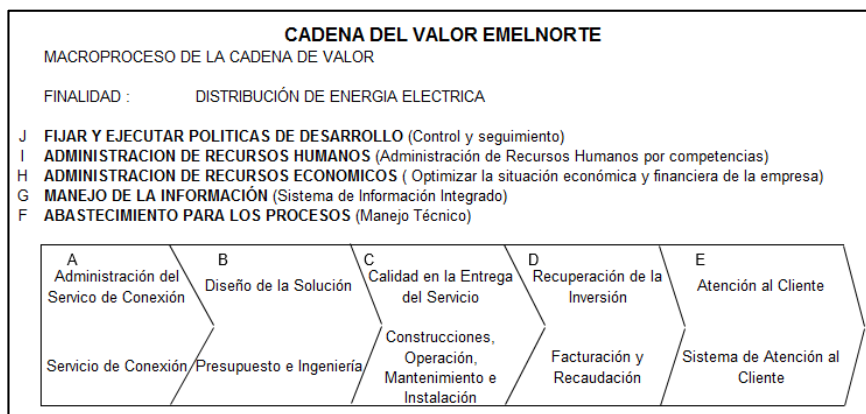 CADENA DEL VALOR EMELNORTE
MACROPROCESO DE LA CADENA DE VALOR
FINALIDAD : DISTRIBUCIÓN DE ENERGIA ELECTRICA
J FIJAR Y EJECUTAR POLITICAS DE DESARROLLO (Control y seguimiento)
I ADMINISTRACION DE RECURSOS HUMANOS (Administración de Recursos Humanos por competencias)
H ADMINISTRACION DE RECURSOS ECONOMICOS ( Optimizar la situación económica y financiera de la empresa)
G MANEJO DE LA INFORMACIÓN (Sistema de Información Integrado)
F ABASTECIMIENTO PARA LOS PROCESOS (Manejo Técnico)
A
Administración del
Servico de Conexión
Servicio de Conexión
B
Diseño de la Solución
Presupuesto e Ingeniería
C
Calidad en la Entrega
del Servicio
Construcciones,
Operación,
Mantenimiento e
Instalación
D
Recuperación de la
Inversión
Facturación y
Recaudación
E
Atención al Cliente
Sistema de Atención al
Cliente